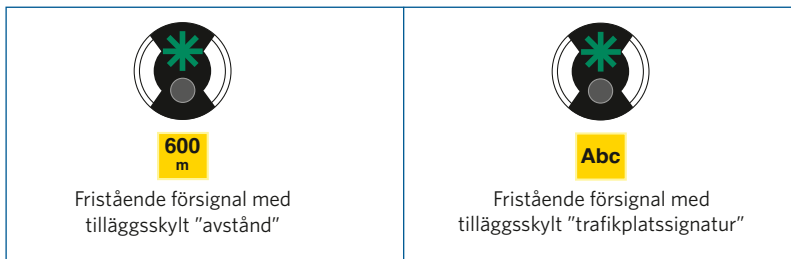 600
m
Fristående försignal med
tilläggsskylt ”avstånd”
Abc
Fristående försignal med
tilläggsskylt ”trafikplatssignatur”